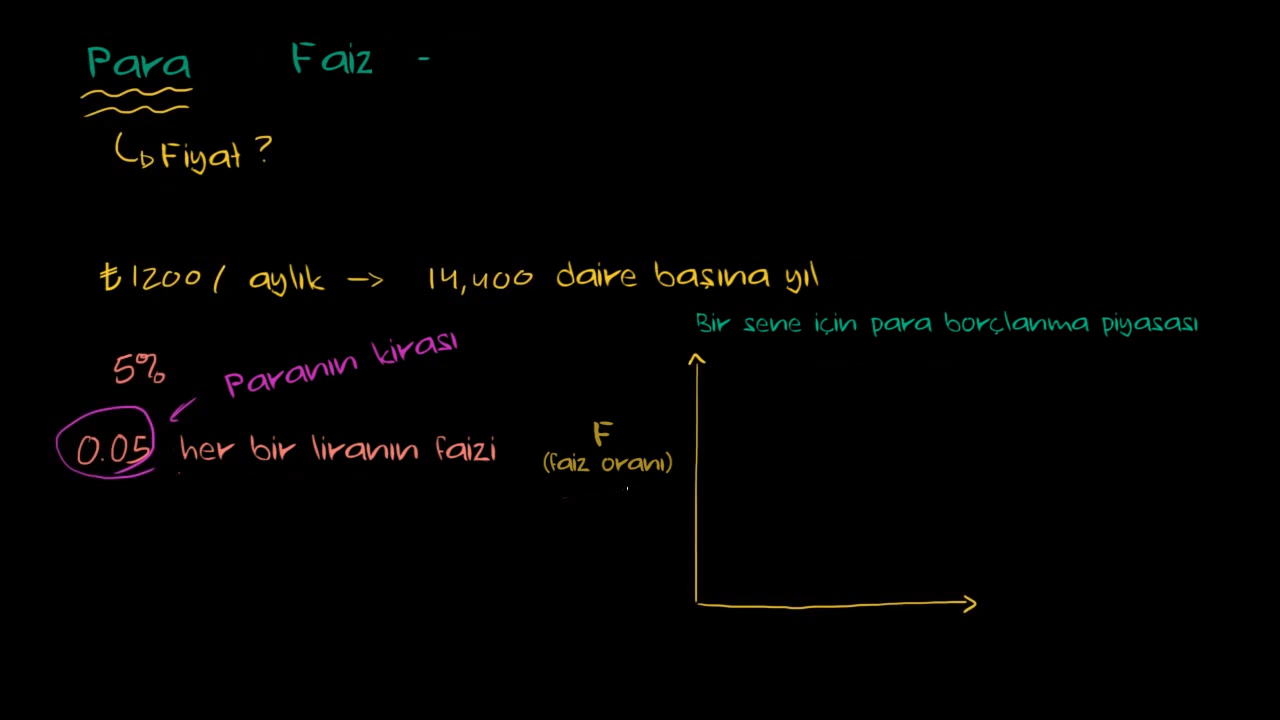 Para Faiz -
Fiyat ?
₺1200 / aylık -> 14,400 daire başına yıl
Bir sene için para borçlanma piyasası
5%
Paranın kirası
0.05 her bir liranın faizi
F
(faiz oranı)